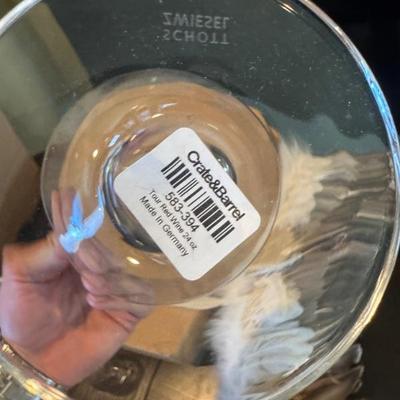 ZWIESEL
SCHOTT
Crate&Barrel
583-394
Tour Red Wine 24 oz
Made In Germany